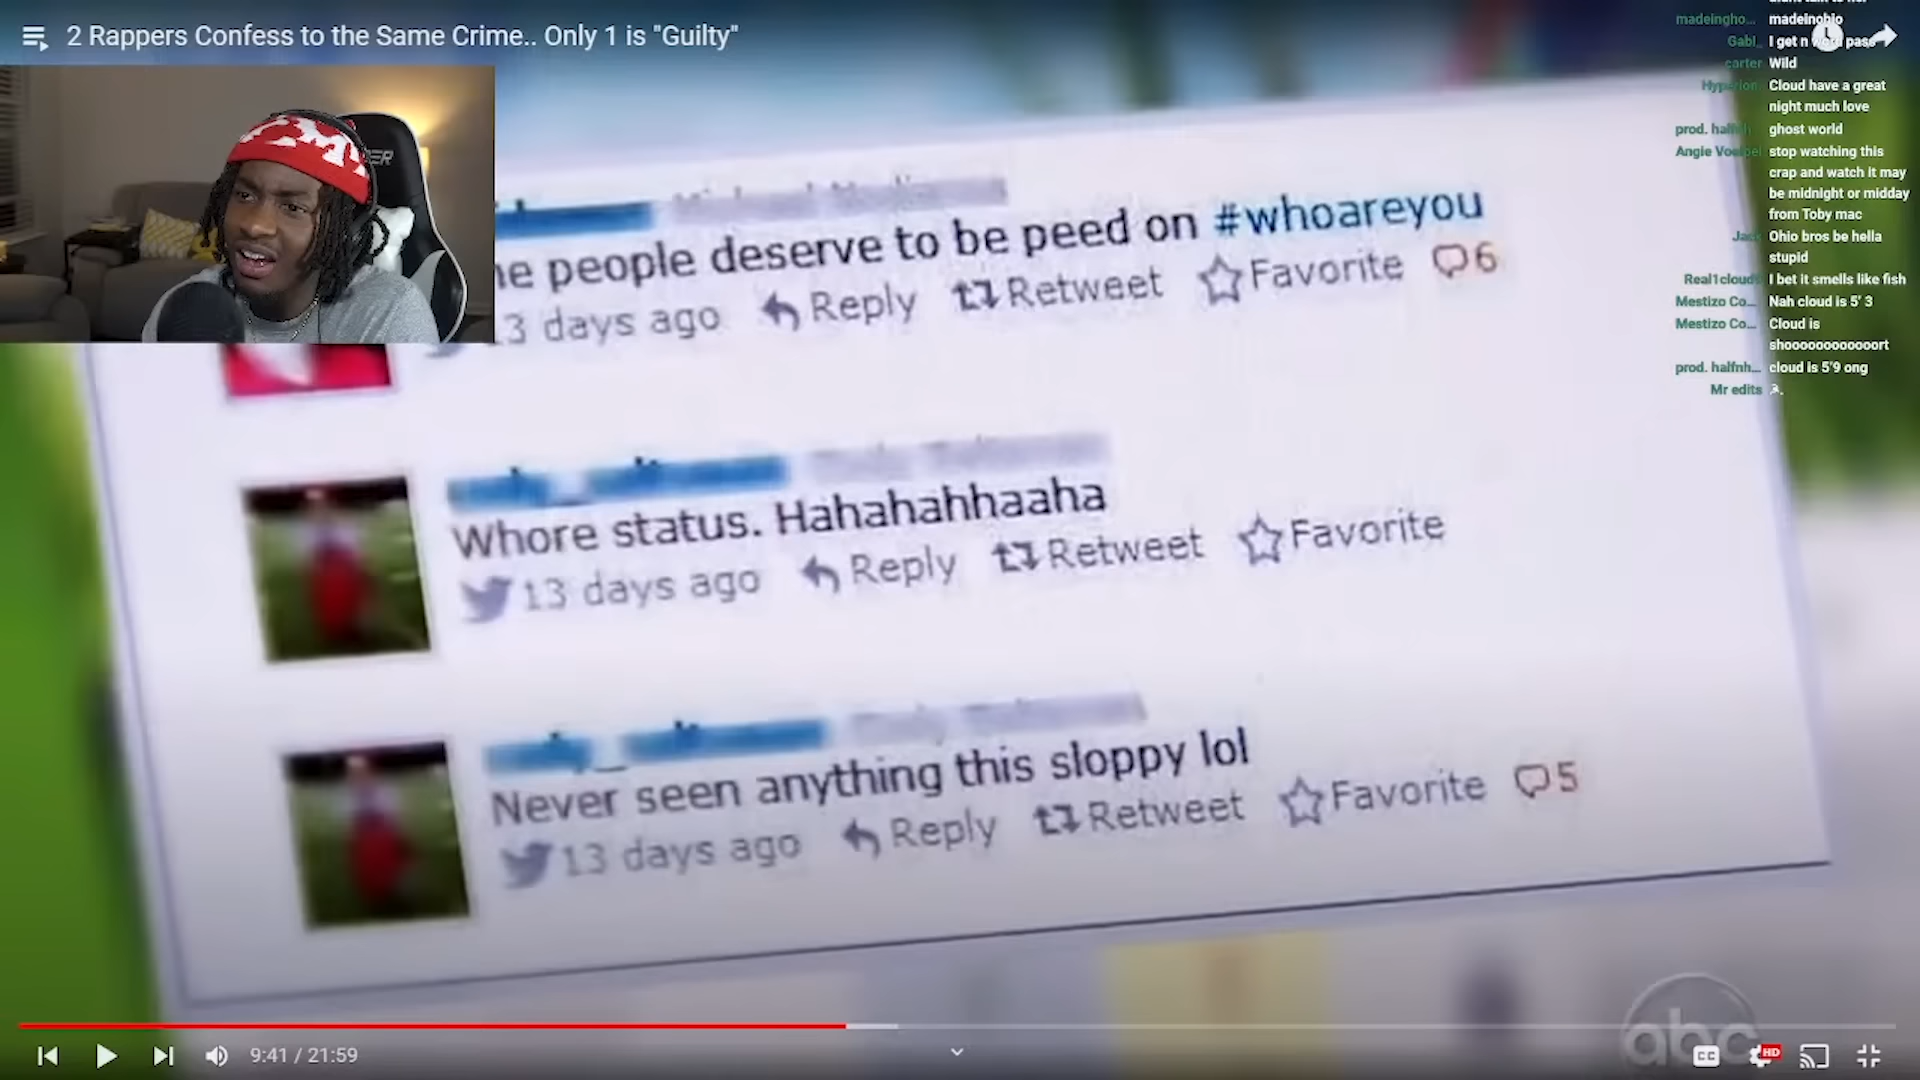 2 Rappers Confess to the Same Crime.. Only 1 is "Guilty"
madeingho... madeinohio
Gabl_ I get n word pass
carter Wild
Hyperion Cloud have a great
night much love
prod. halfnh ghost world
Angie Voelpel stop watching this
crap and watch it may
be midnight or midday
from Toby mac
Jack Ohio bros be hella
stupid
Real1cloud I bet it smells like fish
Mestizo Co... Nah cloud is 5' 3
Mestizo Co... Cloud is
shooooooooooort
prod. halfnh... cloud is 5'9 ong
Mr edits
people deserve to be peed on #whoareyou
3 days ago Reply Retweet Favorite 6
Whore status. Hahahahhaaha
13 days ago Reply Retweet Favorite
Never seen anything this sloppy lol
13 days ago Reply Retweet Favorite 5
abc
9:41 / 21:59
CC HD